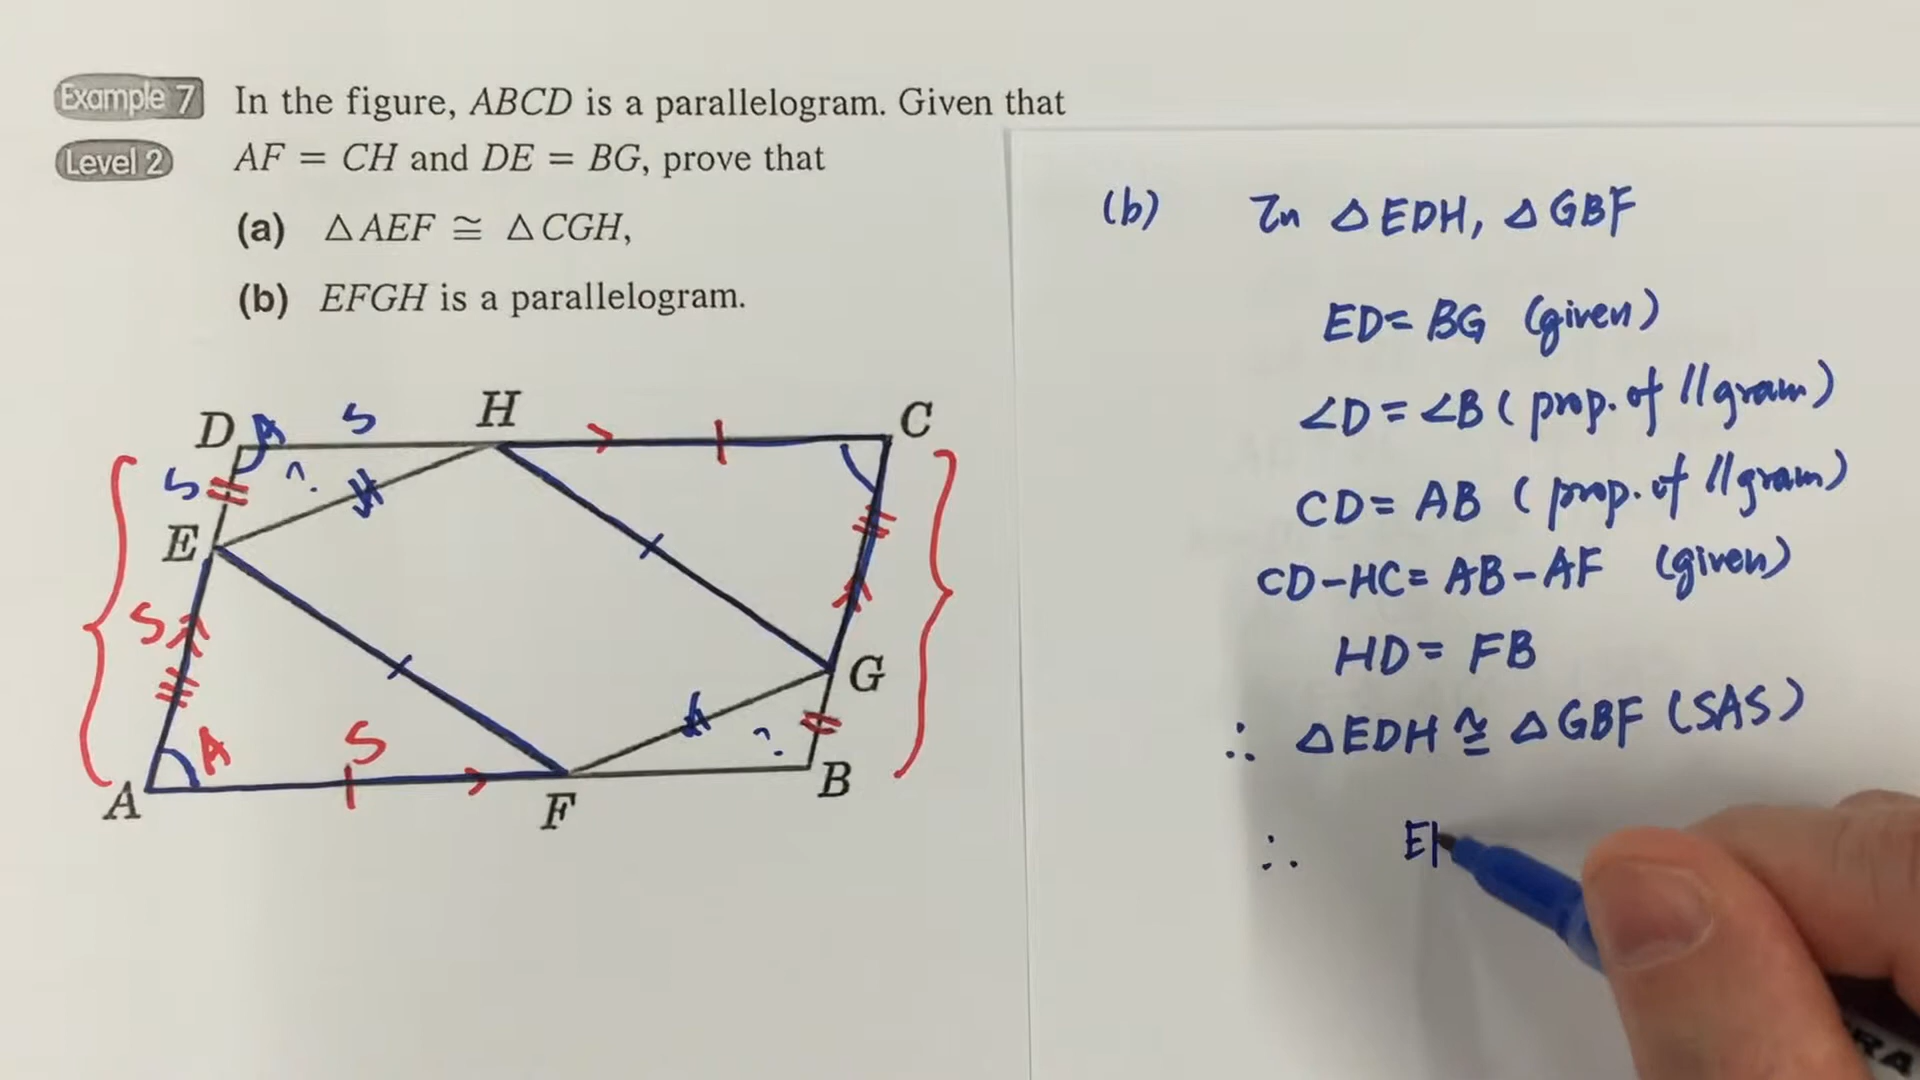 Example 7 In the figure, ABCD is a parallelogram. Given that
Level 2 AF = CH and DE = BG, prove that
(a) △AEF ≅ △CGH,
(b) EFGH is a parallelogram.
(b) In △EDH, △GBF
ED = BG (given)
∠D = ∠B (prop. of //gram)
CD = AB (prop. of //gram)
CD-HC = AB-AF (given)
HD = FB
∴ △EDH ≅ △GBF (SAS)
∴ E
D A S H C
S ?
E
S
G
A A S F ? B
RA